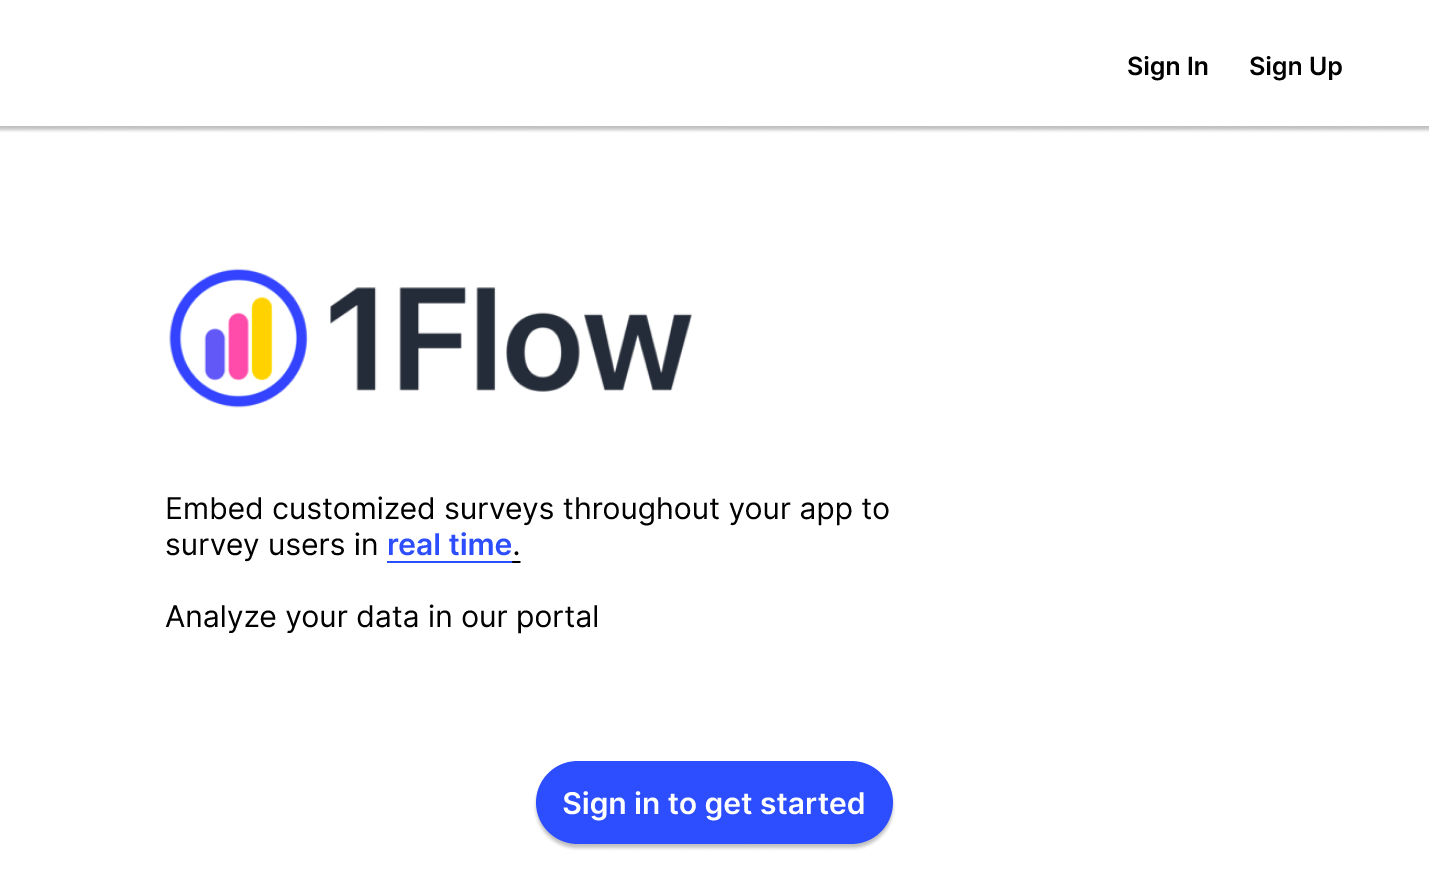 Sign In Sign Up
1Flow
Embed customized surveys throughout your app to
survey users in real time.
Analyze your data in our portal
Sign in to get started